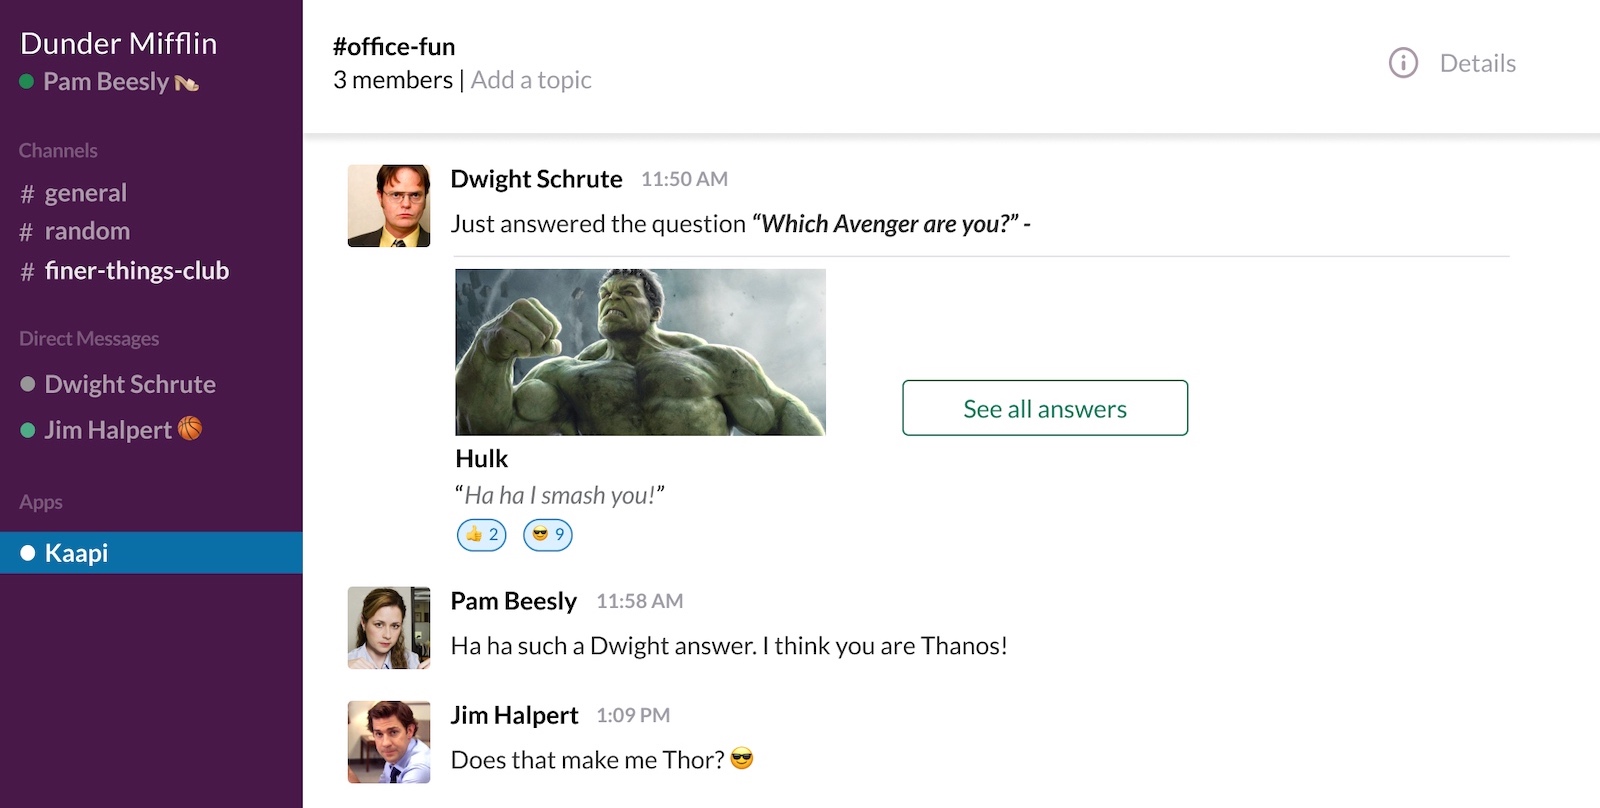 Dunder Mifflin
Pam Beesly 👡
Channels
# general
# random
# finer-things-club
Direct Messages
Dwight Schrute
Jim Halpert 🏀
Apps
Kaapi
#office-fun
3 members | Add a topic
Details
Dwight Schrute 11:50 AM
Just answered the question “Which Avenger are you?” -
See all answers
Hulk
“Ha ha I smash you!”
👍 2 😎 9
Pam Beesly 11:58 AM
Ha ha such a Dwight answer. I think you are Thanos!
Jim Halpert 1:09 PM
Does that make me Thor? 😎